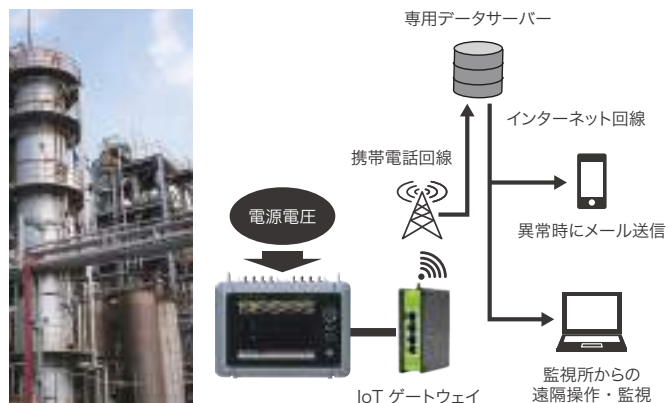 専用データサーバー
インターネット回線
携帯電話回線
電源電圧
異常時にメール送信
IoT ゲートウェイ
監視所からの
遠隔操作・監視